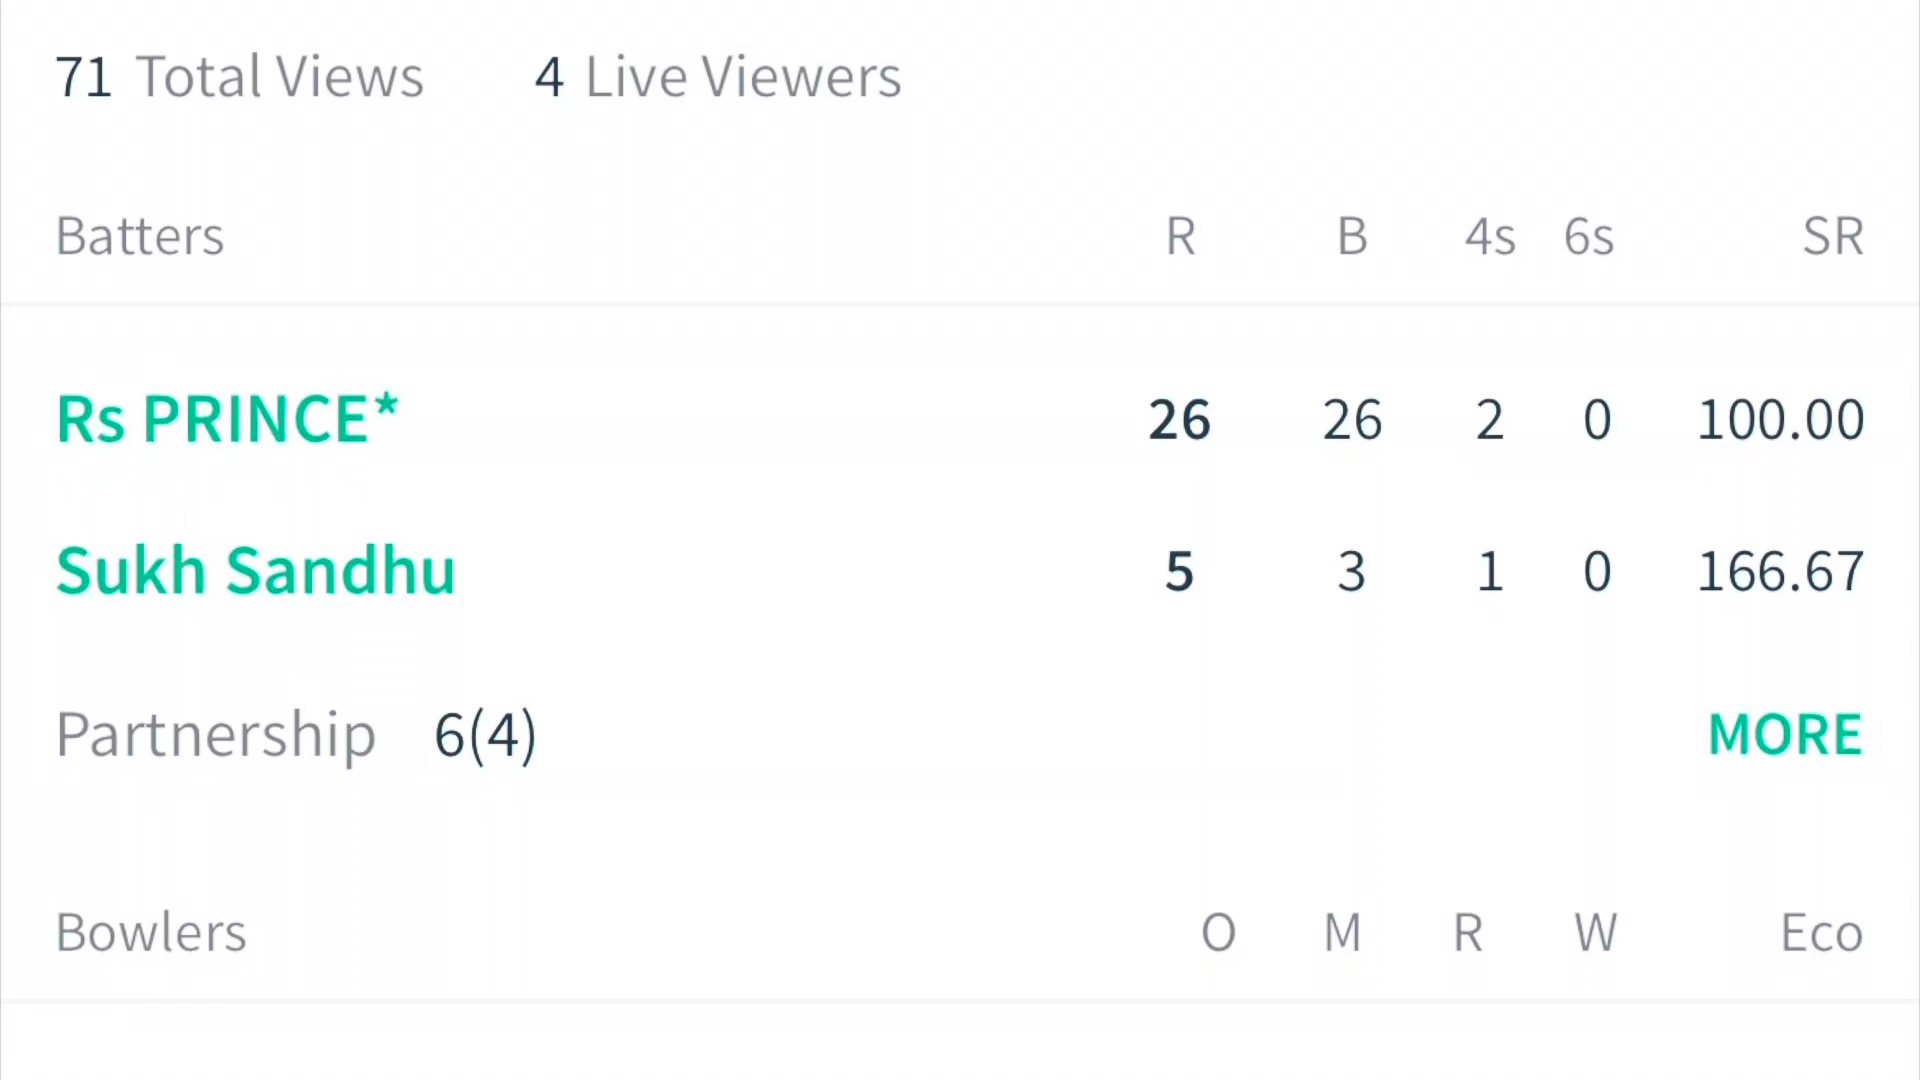 71 Total Views 4 Live Viewers
Batters R B 4s 6s SR
Rs PRINCE* 26 26 2 0 100.00
Sukh Sandhu 5 3 1 0 166.67
Partnership 6(4) MORE
Bowlers O M R W Eco